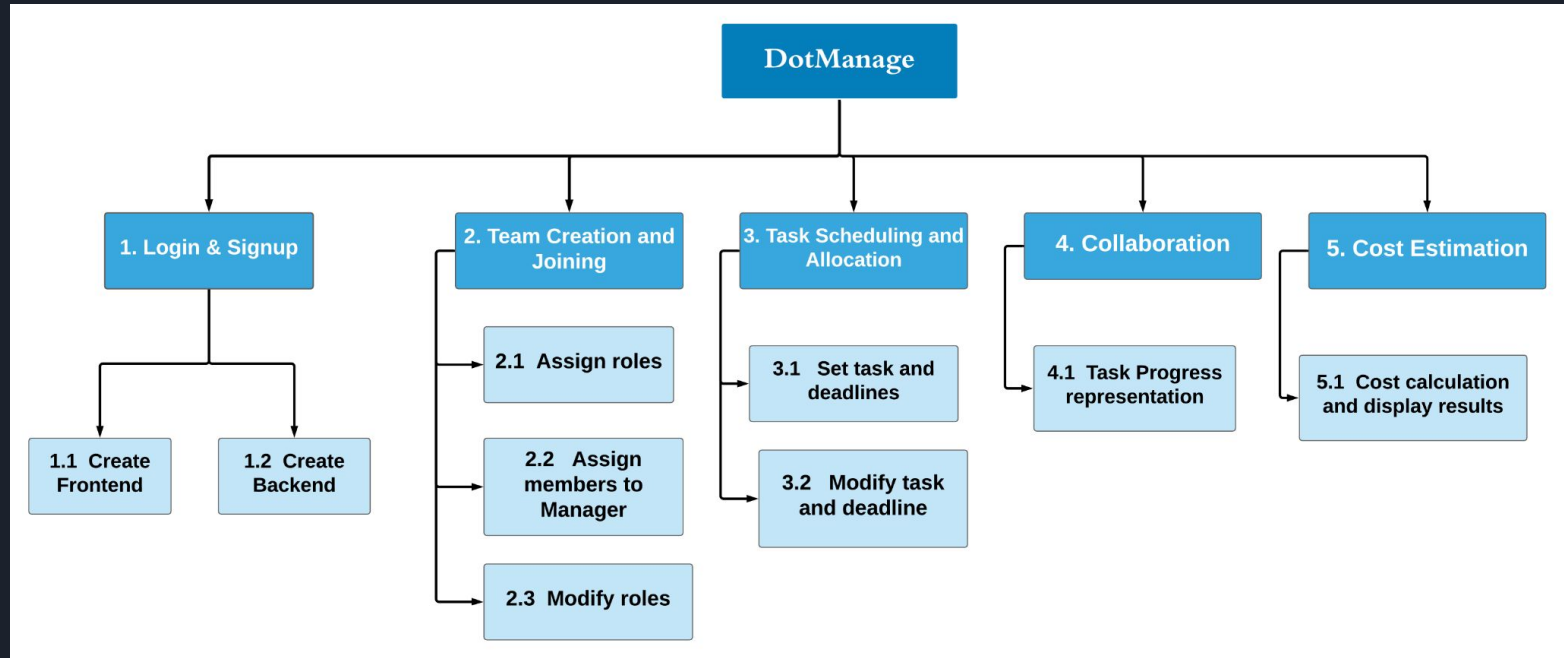 DotManage
1. Login & Signup
2. Team Creation and
Joining
3. Task Scheduling and
Allocation
4. Collaboration
5. Cost Estimation
1.1 Create
Frontend
1.2 Create
Backend
2.1 Assign roles
2.2 Assign
members to
Manager
2.3 Modify roles
3.1 Set task and
deadlines
3.2 Modify task
and deadline
4.1 Task Progress
representation
5.1 Cost calculation
and display results